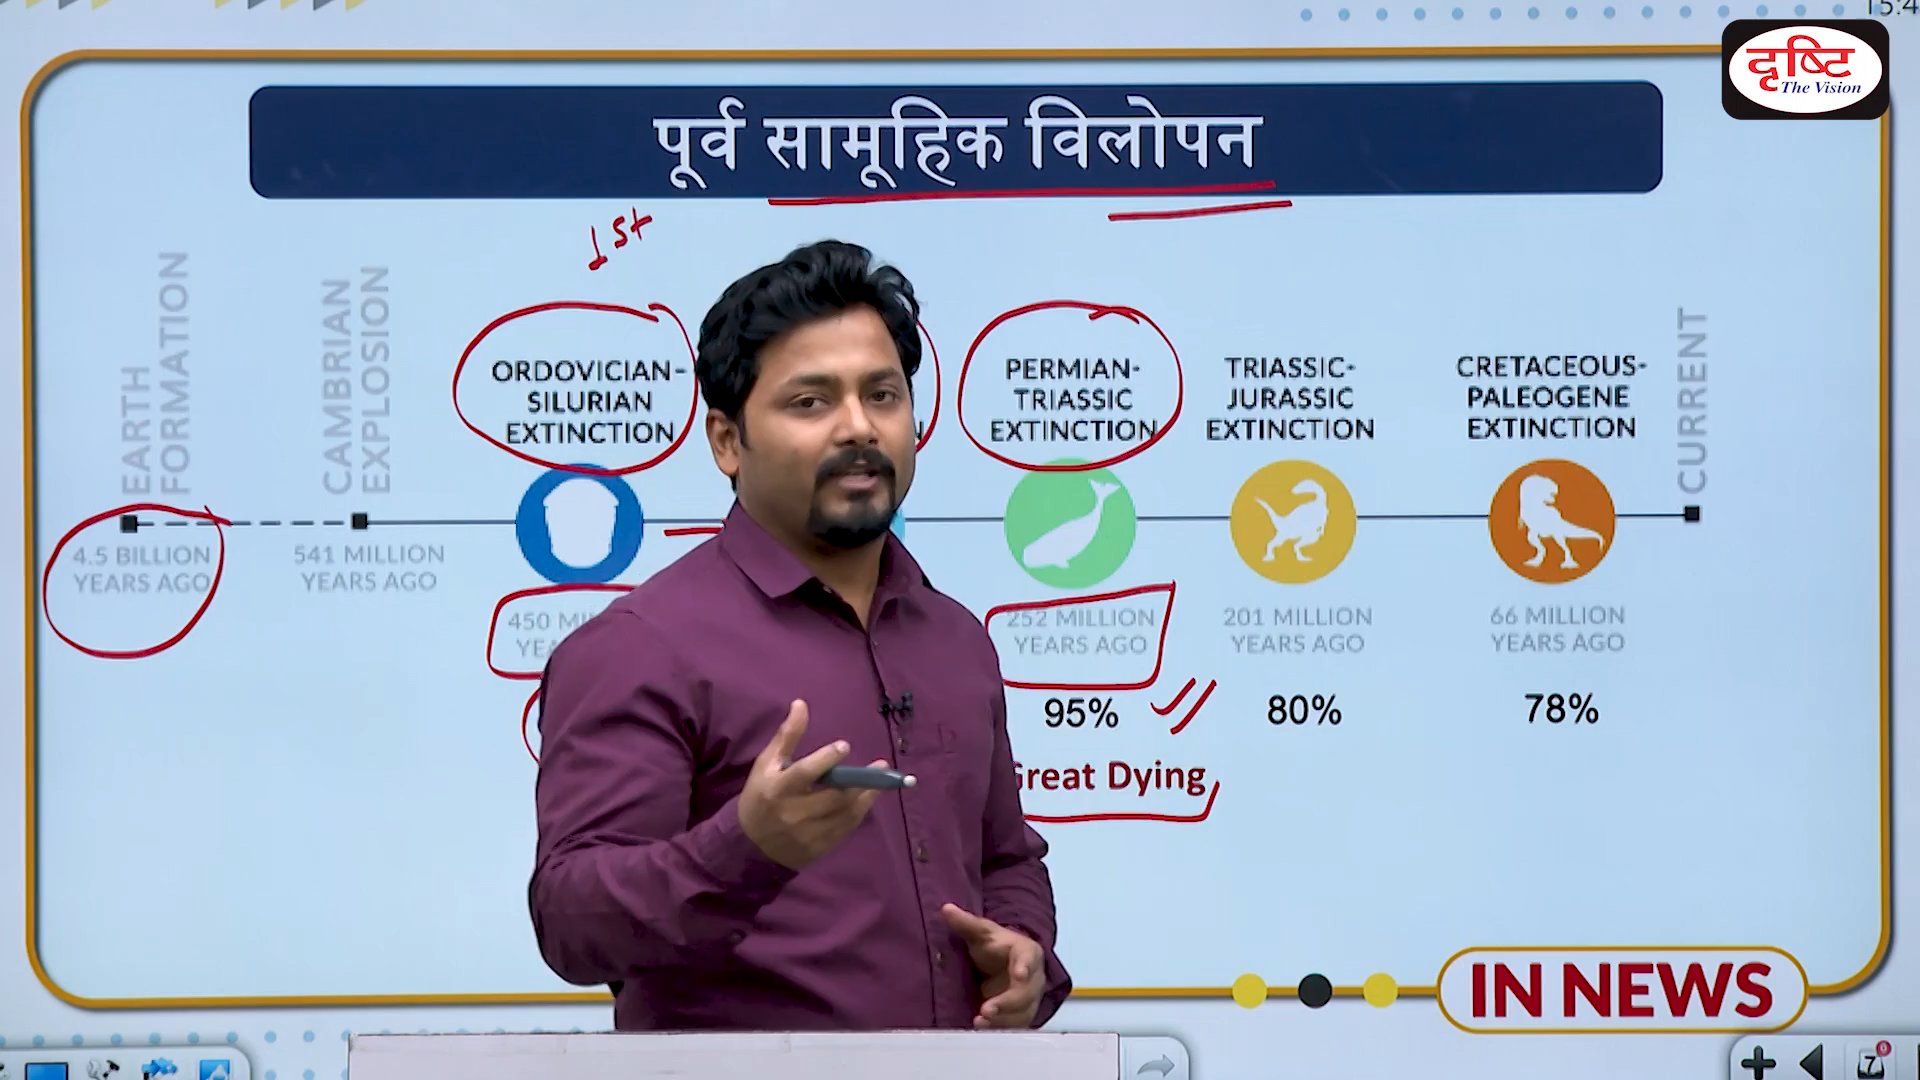 दृष्टि
The Vision
पूर्व सामूहिक विलोपन
1st
EARTH
FORMATION
4.5 BILLION
YEARS AGO
CAMBRIAN
EXPLOSION
541 MILLION
YEARS AGO
ORDOVICIAN-
SILURIAN
EXTINCTION
450
PERMIAN-
TRIASSIC
EXTINCTION
252 MILLION
YEARS AGO
95%
Great Dying
TRIASSIC-
JURASSIC
EXTINCTION
201 MILLION
YEARS AGO
80%
CRETACEOUS-
PALEOGENE
EXTINCTION
66 MILLION
YEARS AGO
78%
CURRENT
IN NEWS